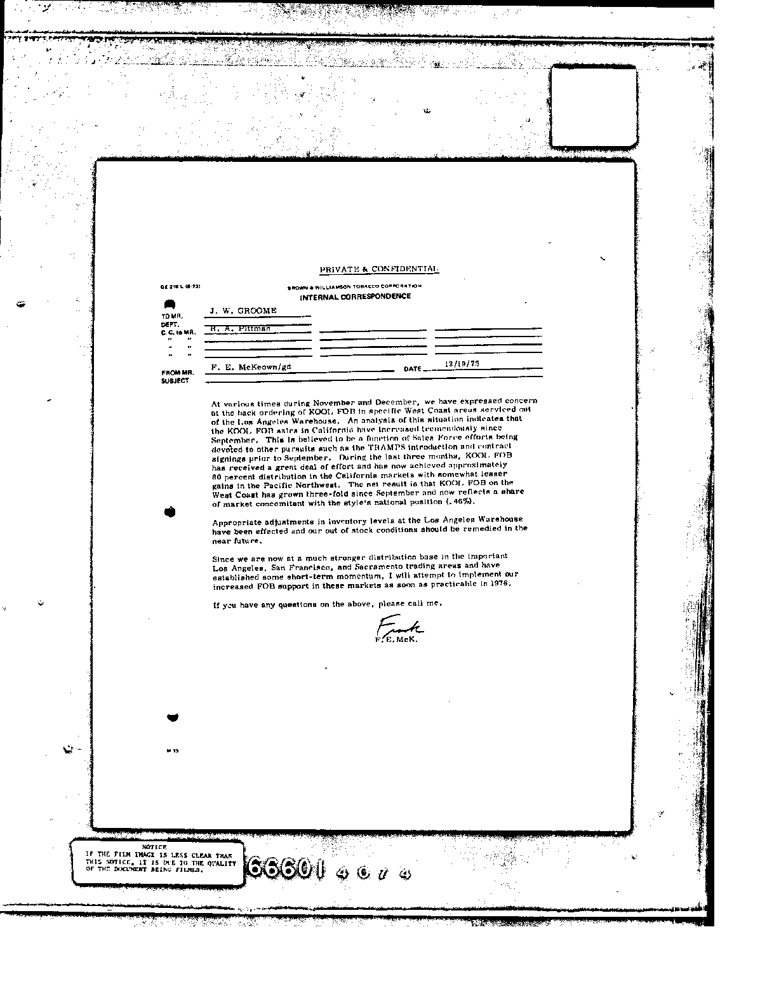 PRIVATE & CONFIDENTIAL
BROWN & WILLIAMSON TOBACCO CORPORATION
INTERNAL CORRESPONDENCE
TO MR. J. W. GROOME
DEPT.
C. C. to MR. R. A. Pittman
" "
" "
" "
FROM MR. F. E. McKeown/gd DATE 12/19/75
SUBJECT
At various times during November and December, we have expressed concern
at the back ordering of KOOL FOB in specific West Coast areas serviced out
of the Los Angeles Warehouse. An analysis of this situation indicates that
the KOOL FOB sales in California have increased tremendously since
September. This is believed to be a function of Sales Force efforts being
devoted to other pursuits such as the TRAMPS introduction and contract
signings prior to September. During the last three months, KOOL FOB
has received a great deal of effort and has now achieved approximately
80 percent distribution in the California markets with somewhat lesser
gains in the Pacific Northwest. The net result is that KOOL FOB on the
West Coast has grown three-fold since September and now reflects a share
of market concomitant with the style's national position (.46%).
Appropriate adjustments in inventory levels at the Los Angeles Warehouse
have been effected and our out of stock conditions should be remedied in the
near future.
Since we are now at a much stronger distribution base in the important
Los Angeles, San Francisco, and Sacramento trading areas and have
established some short-term momentum, I will attempt to implement our
increased FOB support in these markets as soon as practicable in 1976.
If you have any questions on the above, please call me.
Frank
F. E. McK.
NOTICE
IF THE FILM IMAGE IS LESS CLEAR THAN
THIS NOTICE, IT IS DUE TO THE QUALITY
OF THE DOCUMENT BEING FILMED.
66601 4074